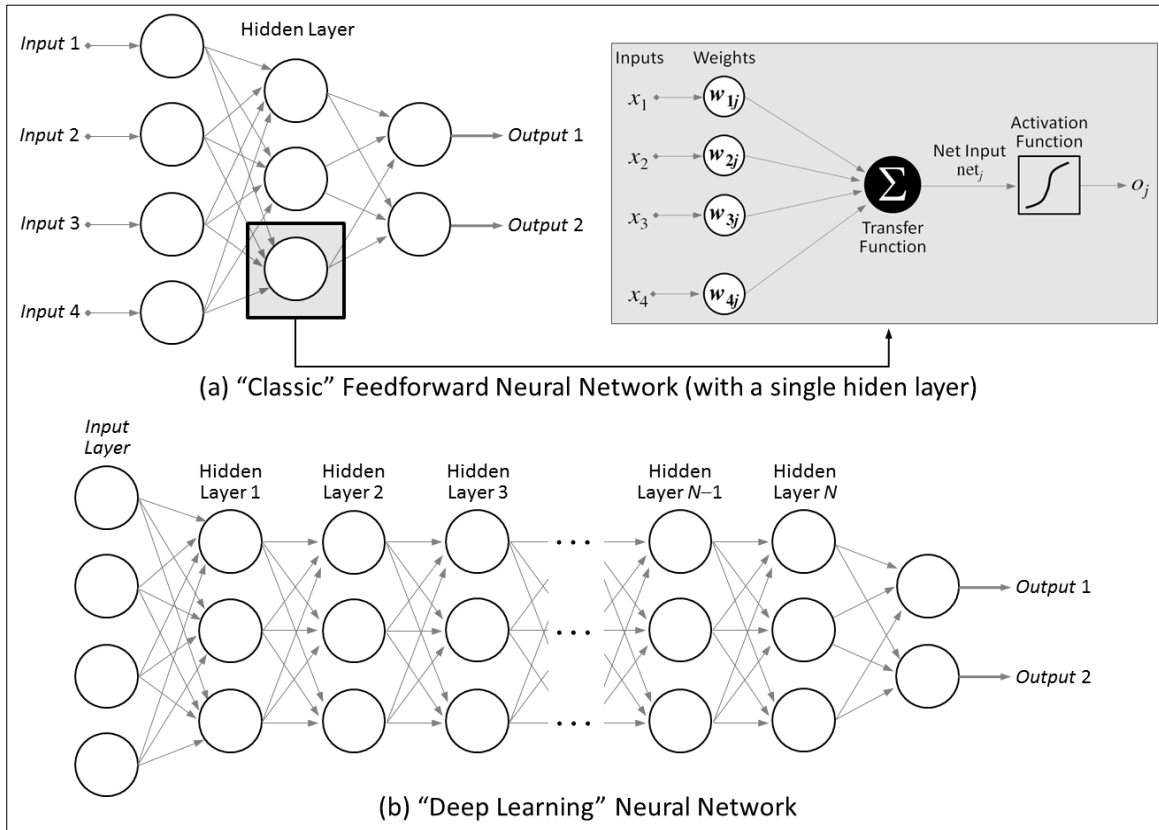 Hidden Layer
Input 1
Input 2
Input 3
Input 4
Output 1
Output 2
Inputs
Weights
x1
w1j
x2
w2j
x3
w3j
x4
w4j
Σ
Transfer
Function
Net Input
netj
Activation
Function
oj
(a) “Classic” Feedforward Neural Network (with a single hiden layer)
Input
Layer
Hidden
Layer 1
Hidden
Layer 2
Hidden
Layer 3
Hidden
Layer N–1
Hidden
Layer N
...
...
...
Output 1
Output 2
(b) “Deep Learning” Neural Network